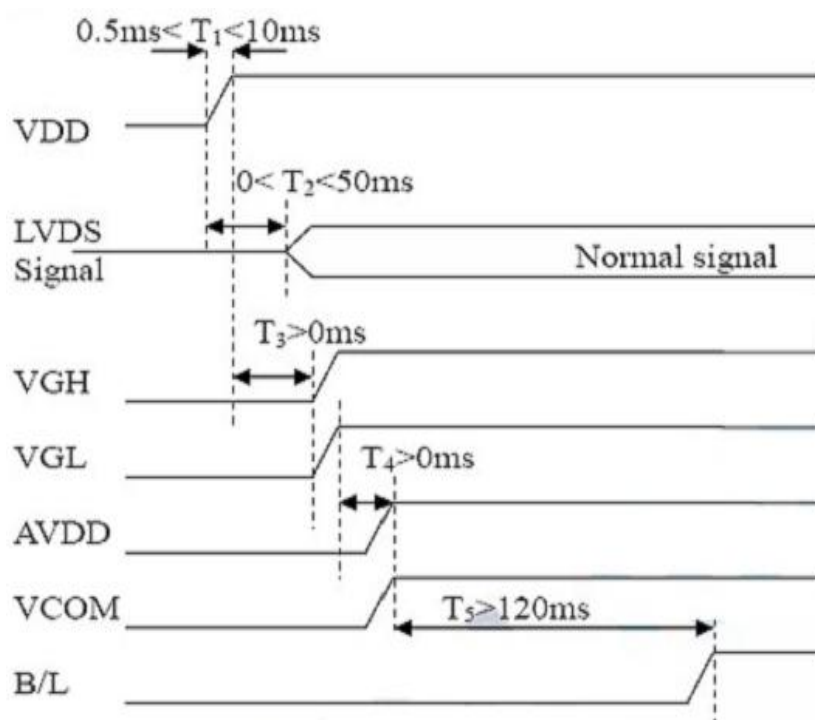 0.5ms< T₁<10ms
VDD
0< T₂<50ms
LVDS
Signal
Normal signal
T₃>0ms
VGH
VGL
T₄>0ms
AVDD
VCOM
T₅>120ms
B/L